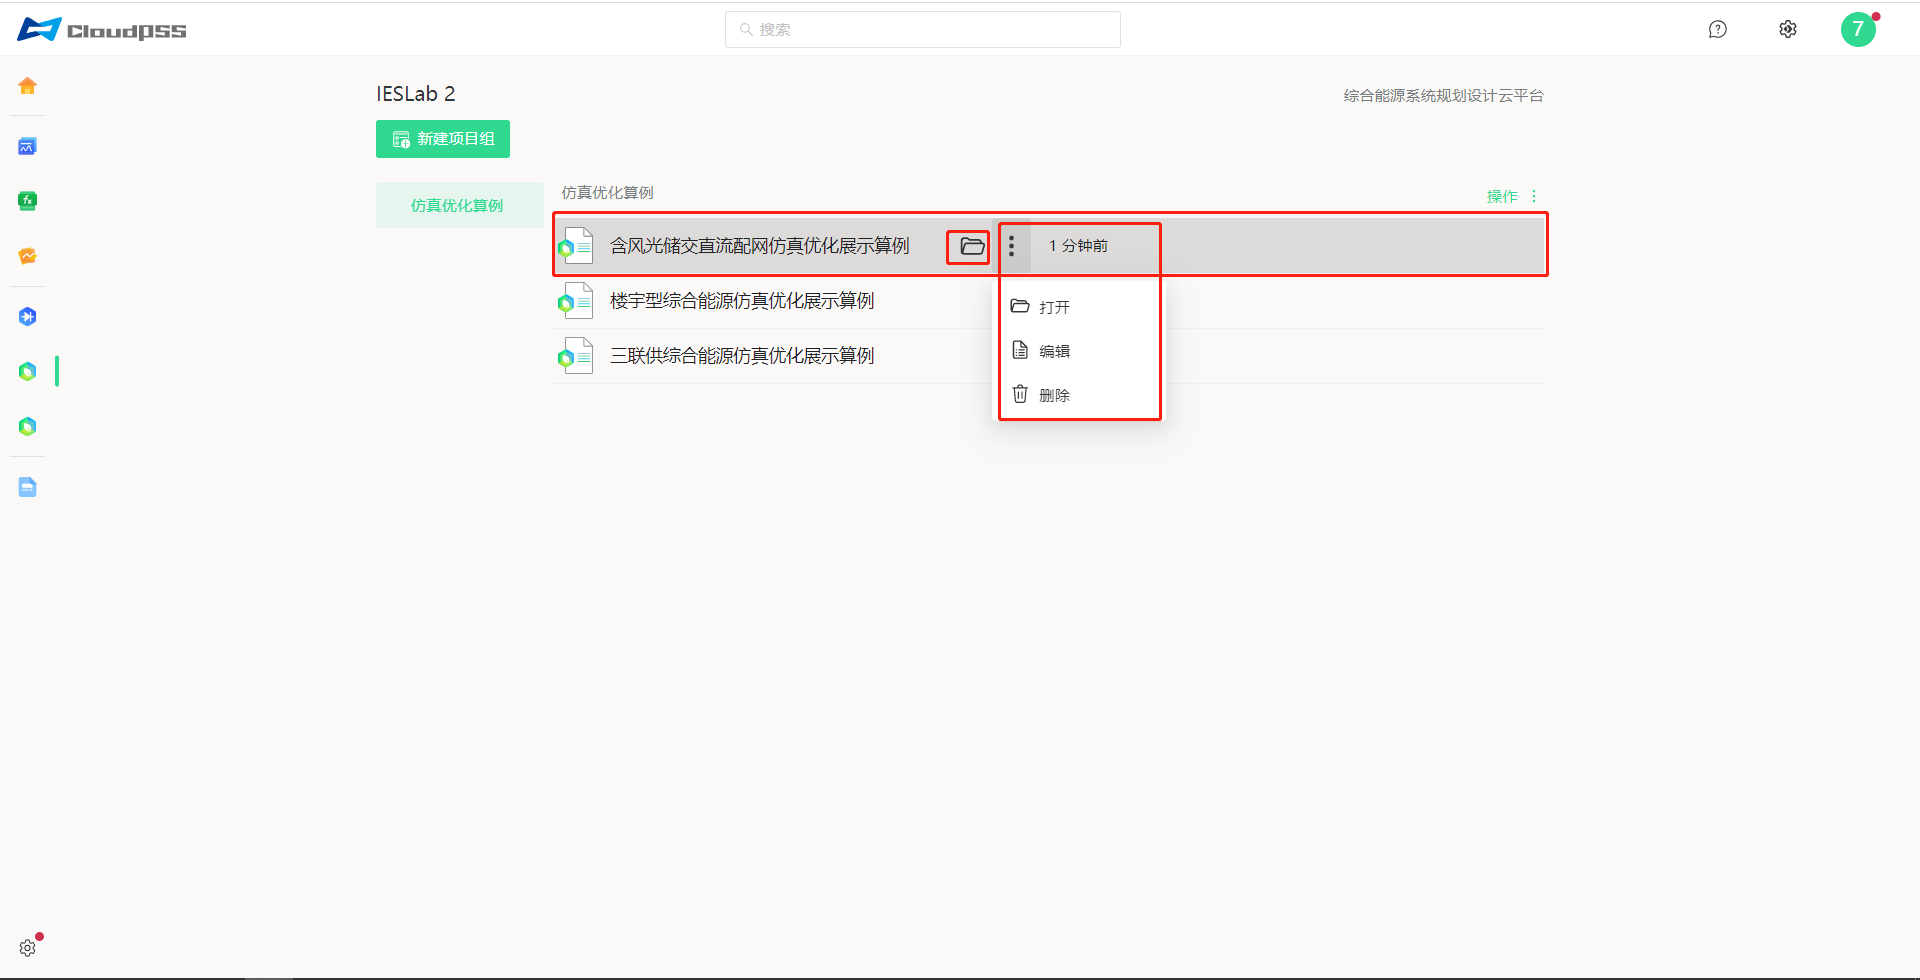 CloudPSS
搜索
7
IESLab 2
综合能源系统规划设计云平台
新建项目组
仿真优化算例
仿真优化算例
操作
含风光储交直流配网仿真优化展示算例
1 分钟前
楼宇型综合能源仿真优化展示算例
三联供综合能源仿真优化展示算例
打开
编辑
删除